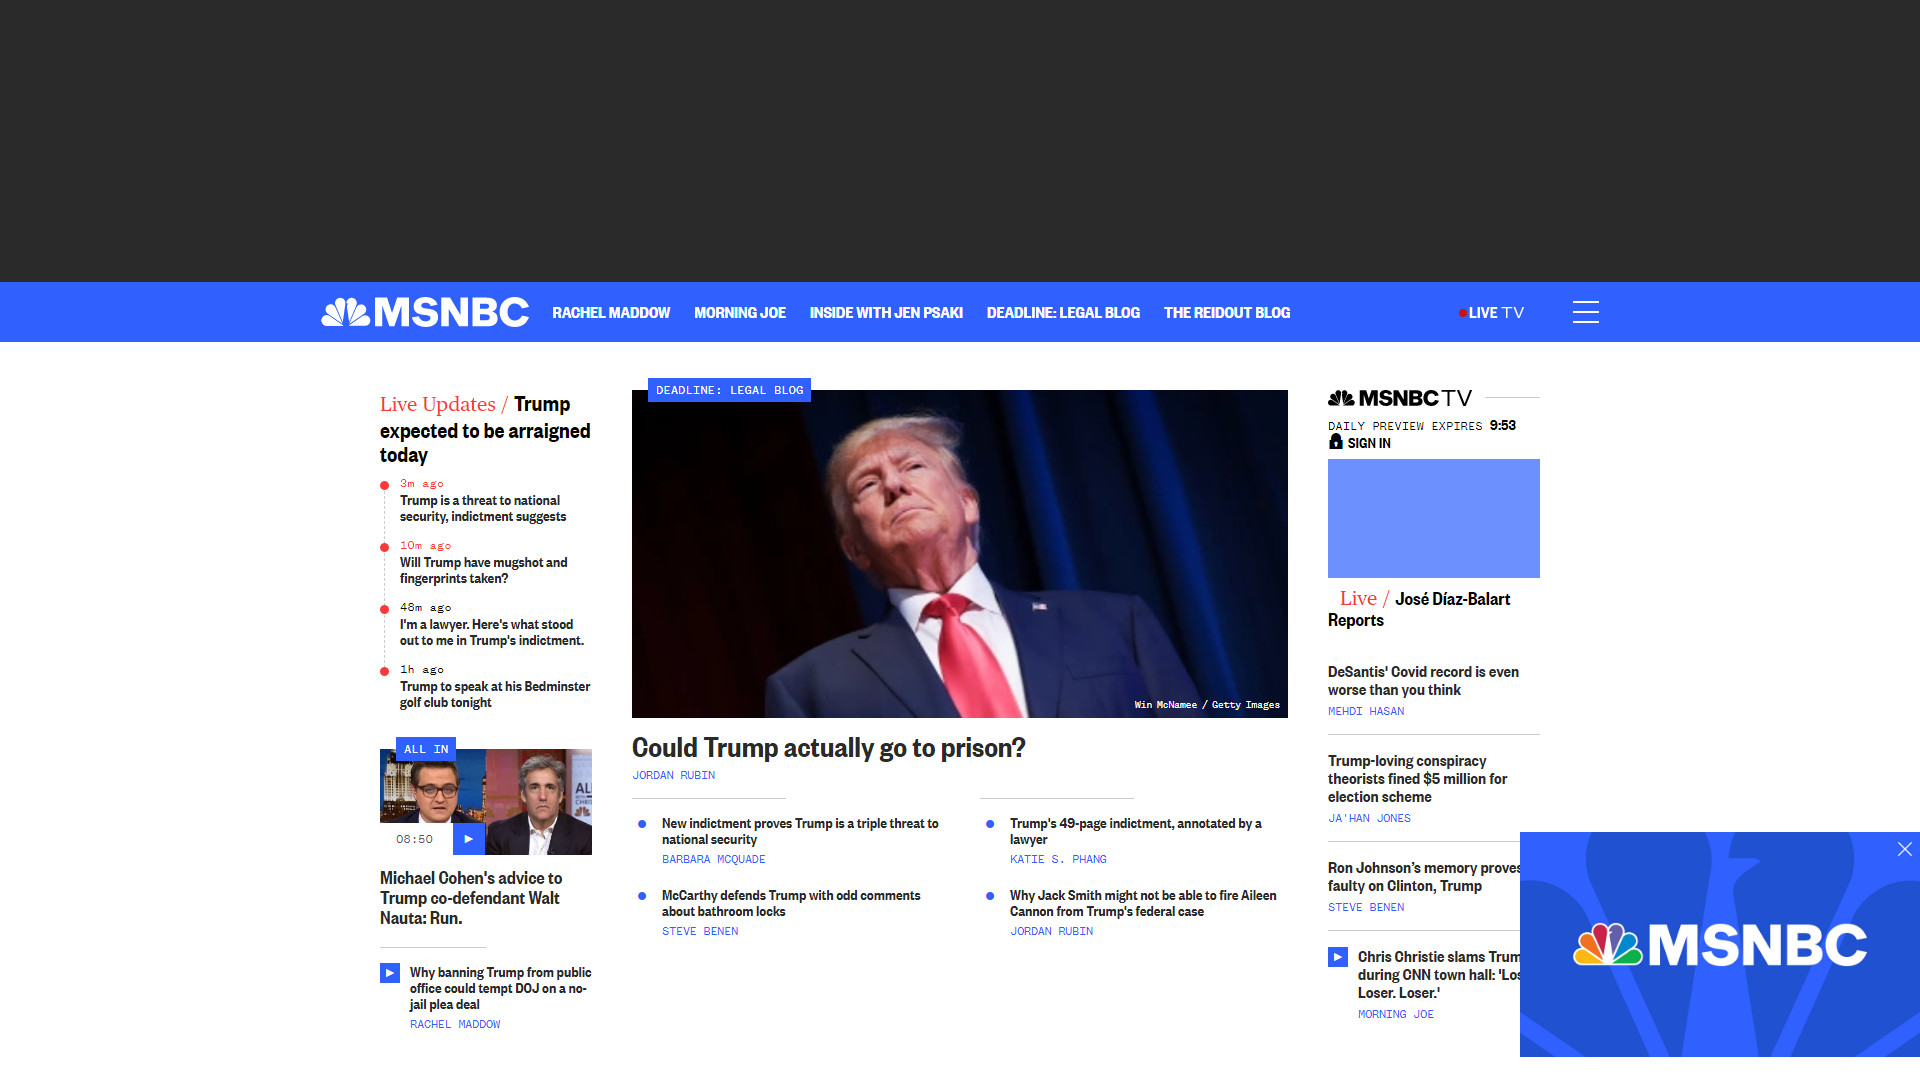 MSNBC RACHEL MADDOW MORNING JOE INSIDE WITH JEN PSAKI DEADLINE: LEGAL BLOG THE REIDOUT BLOG LIVE TV
Live Updates / Trump
expected to be arraigned
today
3m ago
Trump is a threat to national
security, indictment suggests
10m ago
Will Trump have mugshot and
fingerprints taken?
48m ago
I'm a lawyer. Here's what stood
out to me in Trump's indictment.
1h ago
Trump to speak at his Bedminster
golf club tonight
ALL IN
AL
08:50
Michael Cohen's advice to
Trump co-defendant Walt
Nauta: Run.
Why banning Trump from public
office could tempt DOJ on a no-
jail plea deal
RACHEL MADDOW
DEADLINE: LEGAL BLOG
Win McNamee / Getty Images
Could Trump actually go to prison?
JORDAN RUBIN
New indictment proves Trump is a triple threat to
national security
BARBARA MCQUADE
McCarthy defends Trump with odd comments
about bathroom locks
STEVE BENEN
Trump's 49-page indictment, annotated by a
lawyer
KATIE S. PHANG
Why Jack Smith might not be able to fire Aileen
Cannon from Trump's federal case
JORDAN RUBIN
MSNBC TV
DAILY PREVIEW EXPIRES 9:53
SIGN IN
Live / José Díaz-Balart
Reports
DeSantis' Covid record is even
worse than you think
MEHDI HASAN
Trump-loving conspiracy
theorists fined $5 million for
election scheme
JA'HAN JONES
Ron Johnson’s memory proves
faulty on Clinton, Trump
STEVE BENEN
Chris Christie slams Trum
during CNN town hall: 'Los
Loser. Loser.'
MORNING JOE
MSNBC